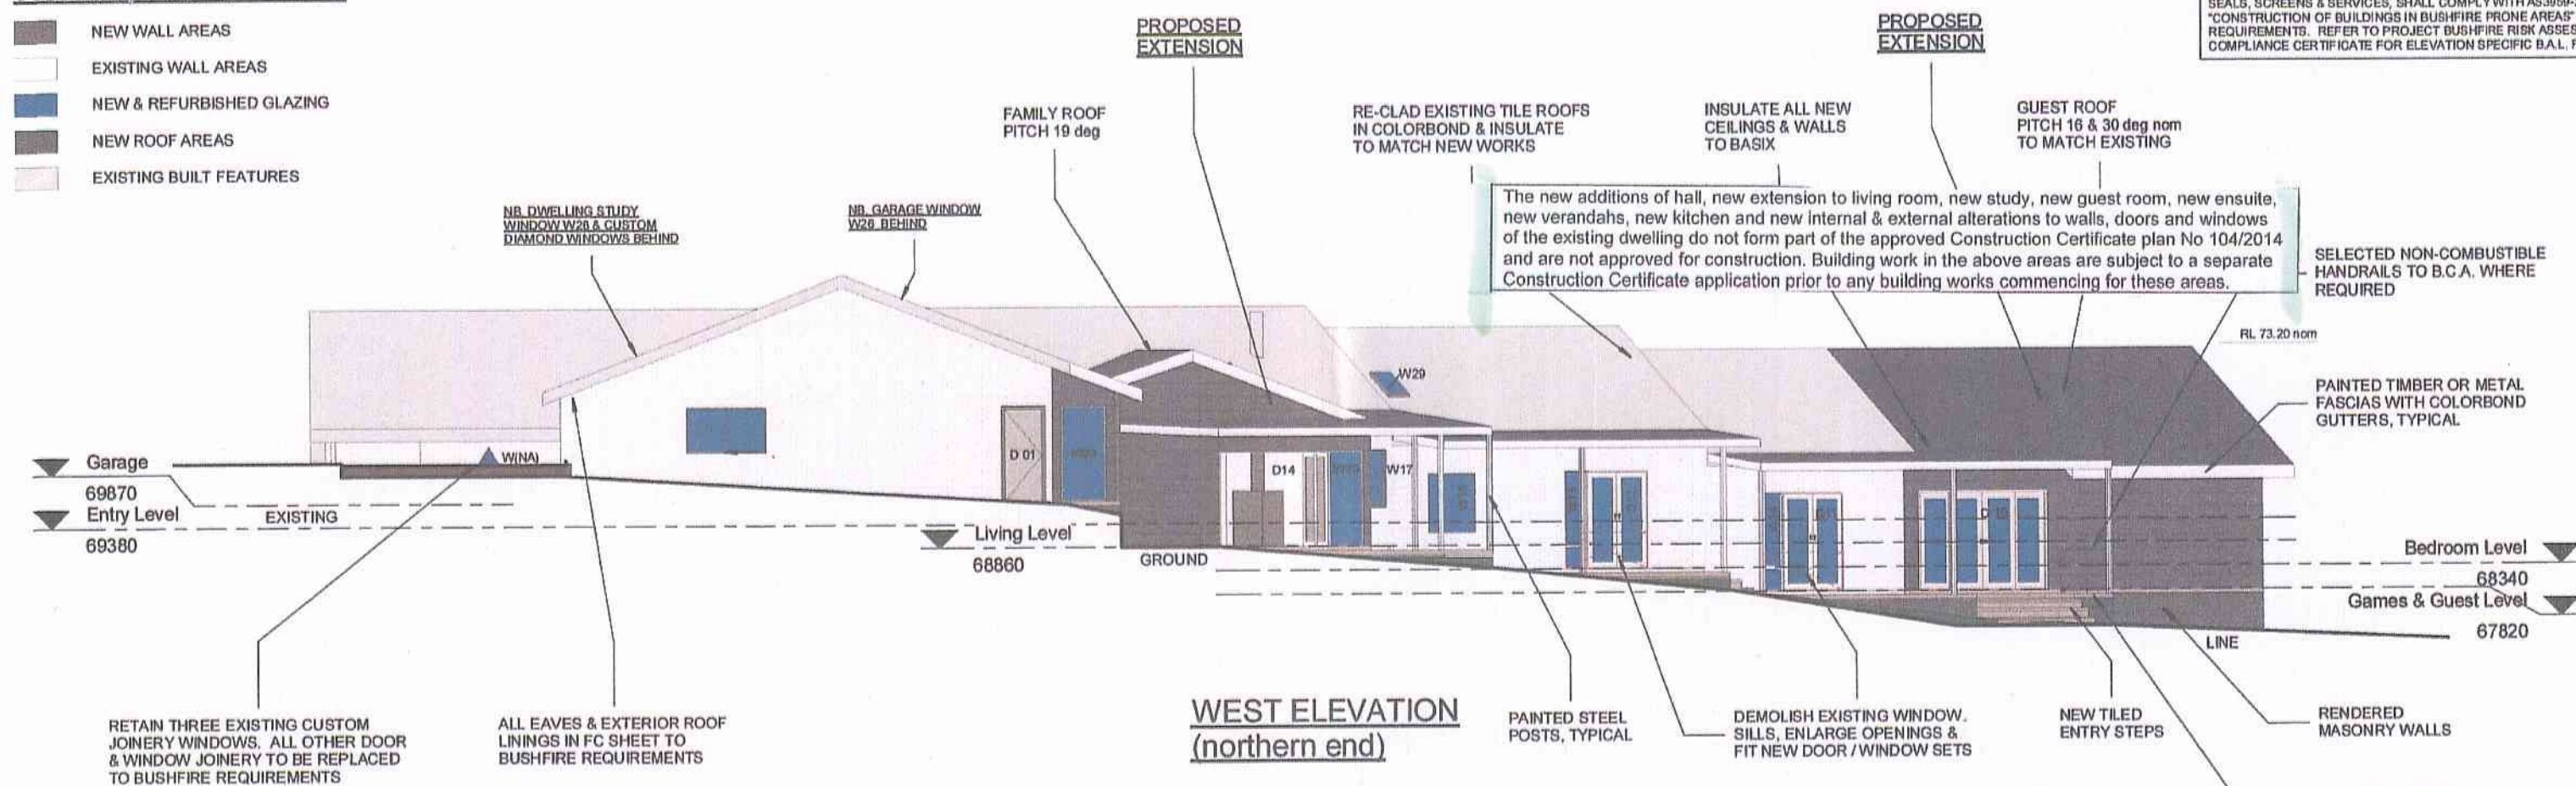 NEW WALL AREAS
EXISTING WALL AREAS
NEW & REFURBISHED GLAZING
NEW ROOF AREAS
EXISTING BUILT FEATURES
SEALS, SCREENS & SERVICES, SHALL COMPLY WITH AS3959-
"CONSTRUCTION OF BUILDINGS IN BUSHFIRE PRONE AREAS"
REQUIREMENTS. REFER TO PROJECT BUSHFIRE RISK ASSES
COMPLIANCE CERTIFICATE FOR ELEVATION SPECIFIC B.A.L.
PROPOSED
EXTENSION
PROPOSED
EXTENSION
FAMILY ROOF
PITCH 19 deg
RE-CLAD EXISTING TILE ROOFS
IN COLORBOND & INSULATE
TO MATCH NEW WORKS
INSULATE ALL NEW
CEILINGS & WALLS
TO BASIX
GUEST ROOF
PITCH 16 & 30 deg nom
TO MATCH EXISTING
NB. DWELLING STUDY
WINDOW W28 & CUSTOM
DIAMOND WINDOWS BEHIND
NB. GARAGE WINDOW
W26 BEHIND
The new additions of hall, new extension to living room, new study, new guest room, new ensuite,
new verandahs, new kitchen and new internal & external alterations to walls, doors and windows
of the existing dwelling do not form part of the approved Construction Certificate plan No 104/2014
and are not approved for construction. Building work in the above areas are subject to a separate
Construction Certificate application prior to any building works commencing for these areas.
SELECTED NON-COMBUSTIBLE
HANDRAILS TO B.C.A. WHERE
REQUIRED
RL 73.20 nom
W29
PAINTED TIMBER OR METAL
FASCIAS WITH COLORBOND
GUTTERS, TYPICAL
Garage
69870
Entry Level
69380
EXISTING
W(NA)
D 01
D14
W17
Living Level
68860
GROUND
Bedroom Level
68340
Games & Guest Level
67820
LINE
RETAIN THREE EXISTING CUSTOM
JOINERY WINDOWS. ALL OTHER DOOR
& WINDOW JOINERY TO BE REPLACED
TO BUSHFIRE REQUIREMENTS
ALL EAVES & EXTERIOR ROOF
LININGS IN FC SHEET TO
BUSHFIRE REQUIREMENTS
WEST ELEVATION
(northern end)
PAINTED STEEL
POSTS, TYPICAL
DEMOLISH EXISTING WINDOW.
SILLS, ENLARGE OPENINGS &
FIT NEW DOOR / WINDOW SETS
NEW TILED
ENTRY STEPS
RENDERED
MASONRY WALLS